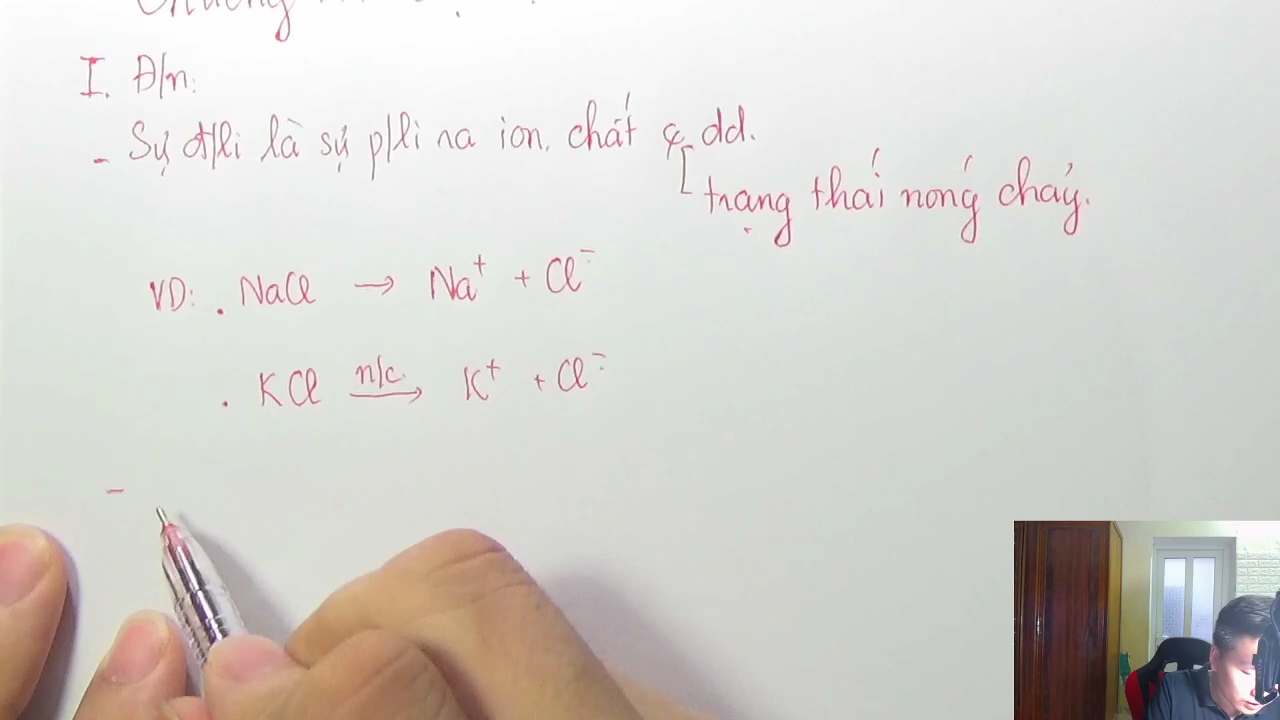 Chương
I. Đ/n:
- Sự đ/li là sự p/li ra ion. chất ç dd.
trạng thái nóng chảy.
VD: . NaCl → Na⁺ + Cl⁻
. KCl n/c. → K⁺ + Cl⁻
-